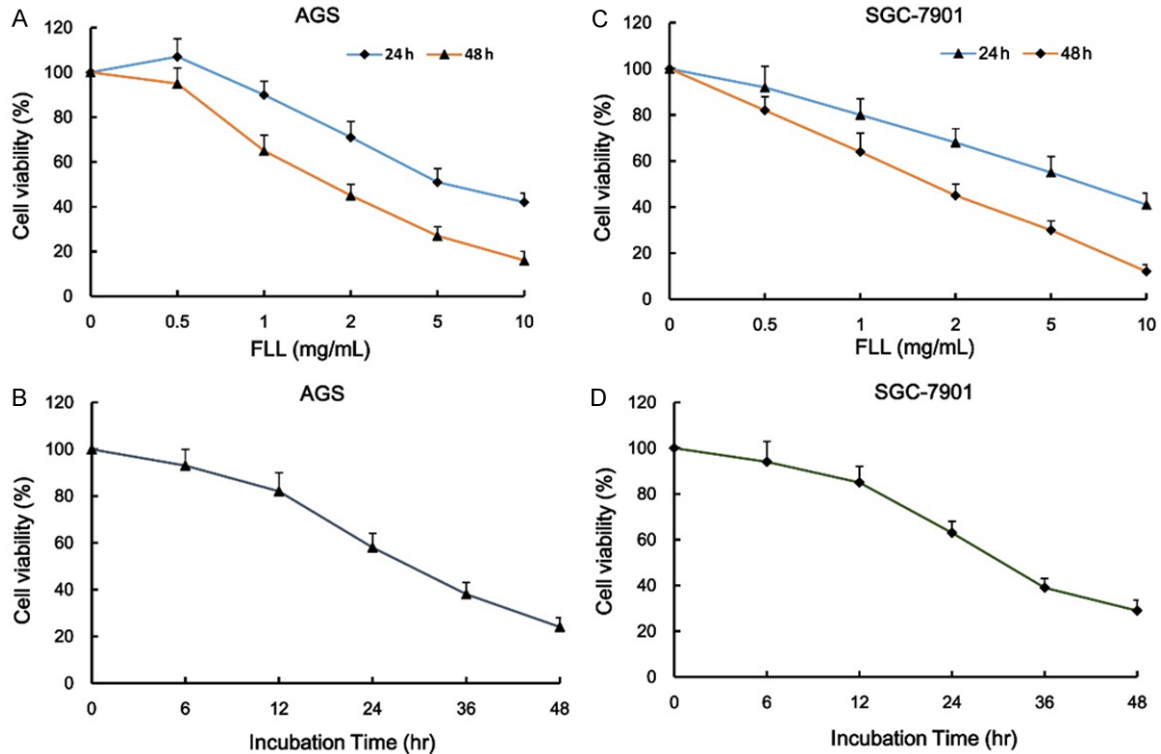 A
AGS
24 h 48 h
120
100
80
60
40
20
0
Cell viability (%)
0 0.5 1 2 5 10
FLL (mg/mL)
C
SGC-7901
24 h 48 h
120
100
80
60
40
20
0
Cell viability (%)
0 0.5 1 2 5 10
FLL (mg/mL)
B
AGS
120
100
80
60
40
20
0
Cell viability (%)
0 6 12 24 36 48
Incubation Time (hr)
D
SGC-7901
120
100
80
60
40
20
0
Cell viability (%)
0 6 12 24 36 48
Incubation Time (hr)